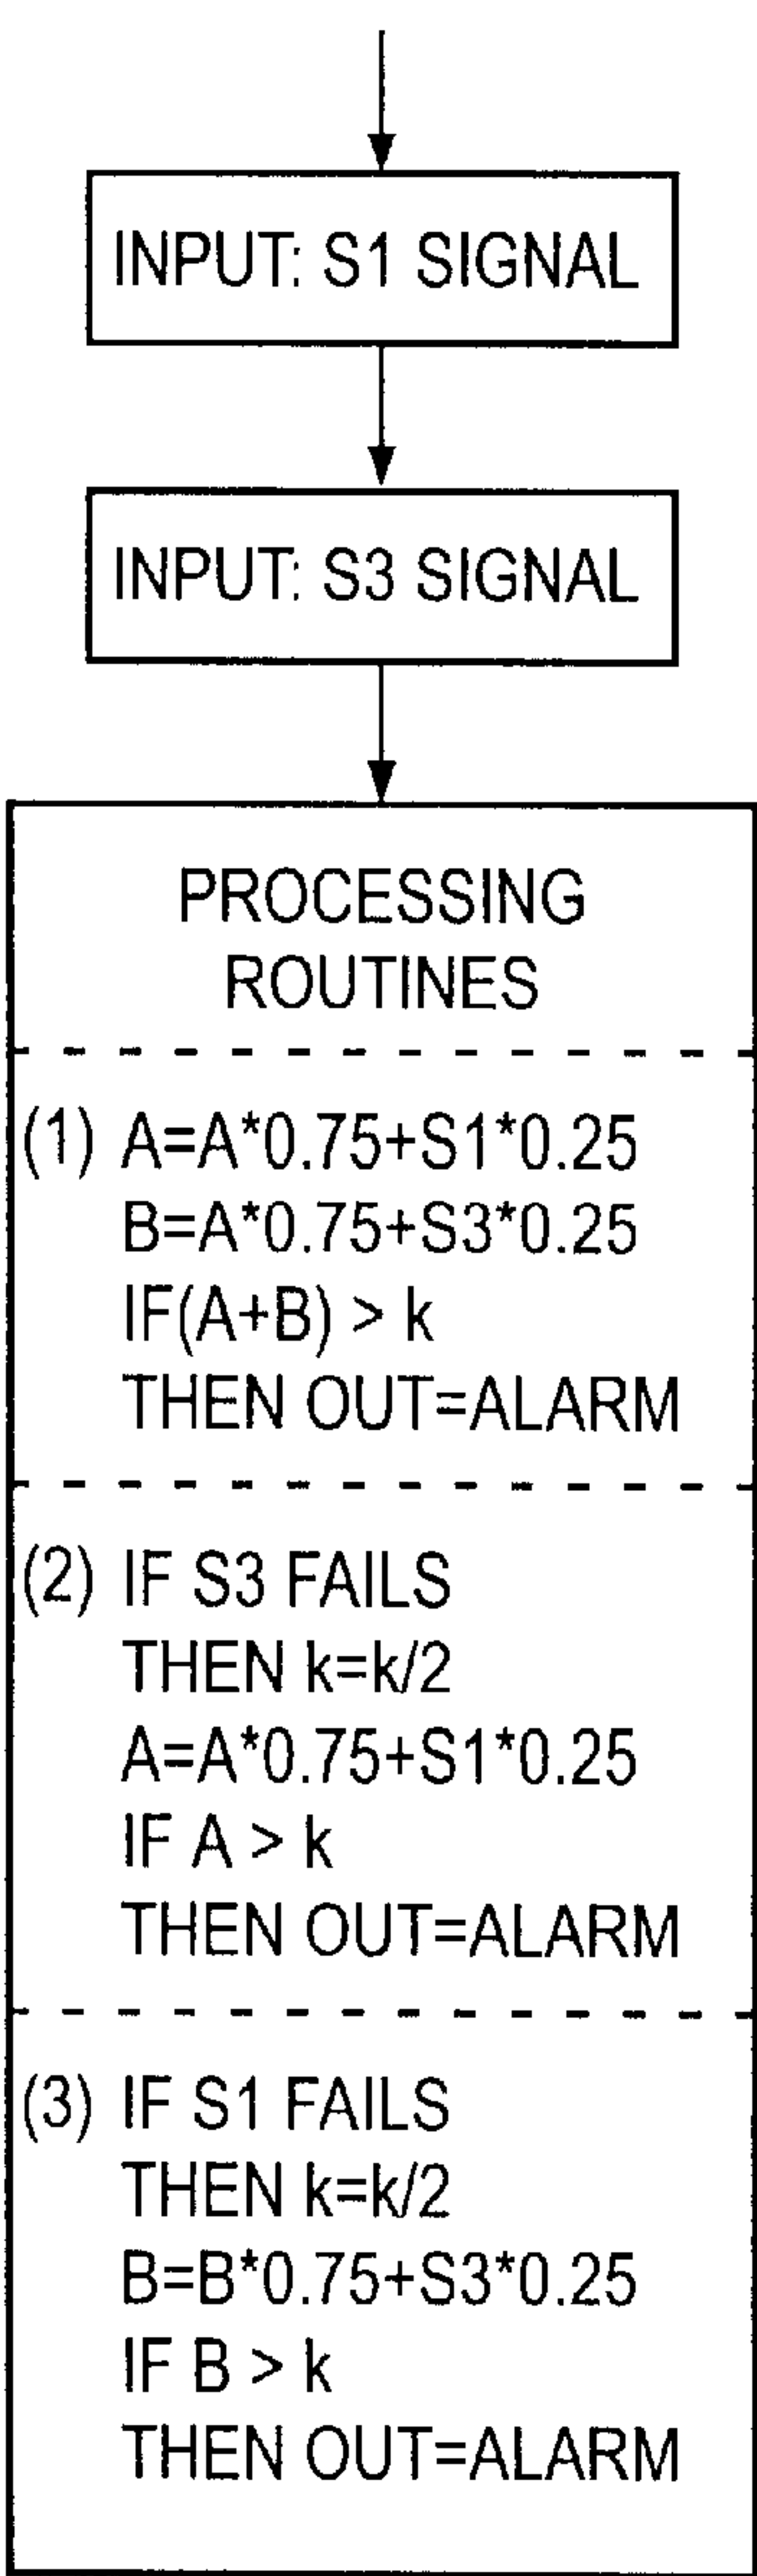 INPUT: S1 SIGNAL
INPUT: S3 SIGNAL
PROCESSING
ROUTINES
(1) A=A*0.75+S1*0.25
B=A*0.75+S3*0.25
IF(A+B) > k
THEN OUT=ALARM
(2) IF S3 FAILS
THEN k=k/2
A=A*0.75+S1*0.25
IF A > k
THEN OUT=ALARM
(3) IF S1 FAILS
THEN k=k/2
B=B*0.75+S3*0.25
IF B > k
THEN OUT=ALARM